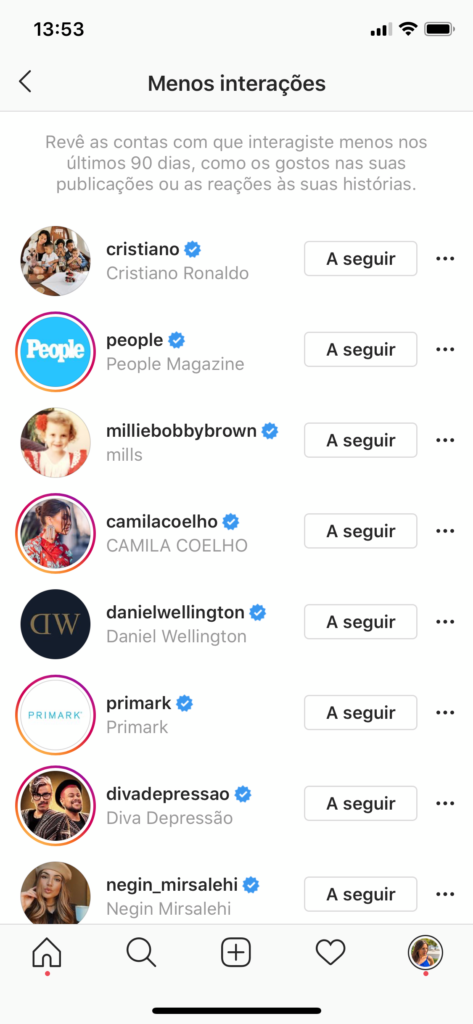 13:53
Menos interações
Revê as contas com que interagiste menos nos
últimos 90 dias, como os gostos nas suas
publicações ou as reações às suas histórias.
cristiano
Cristiano Ronaldo
A seguir
People
people
People Magazine
A seguir
milliebobbybrown
mills
A seguir
camilacoelho
CAMILA COELHO
A seguir
DW
danielwellington
Daniel Wellington
A seguir
PRIMARK
primark
Primark
A seguir
divadepressao
Diva Depressão
A seguir
negin_mirsalehi
Negin Mirsalehi
A seguir